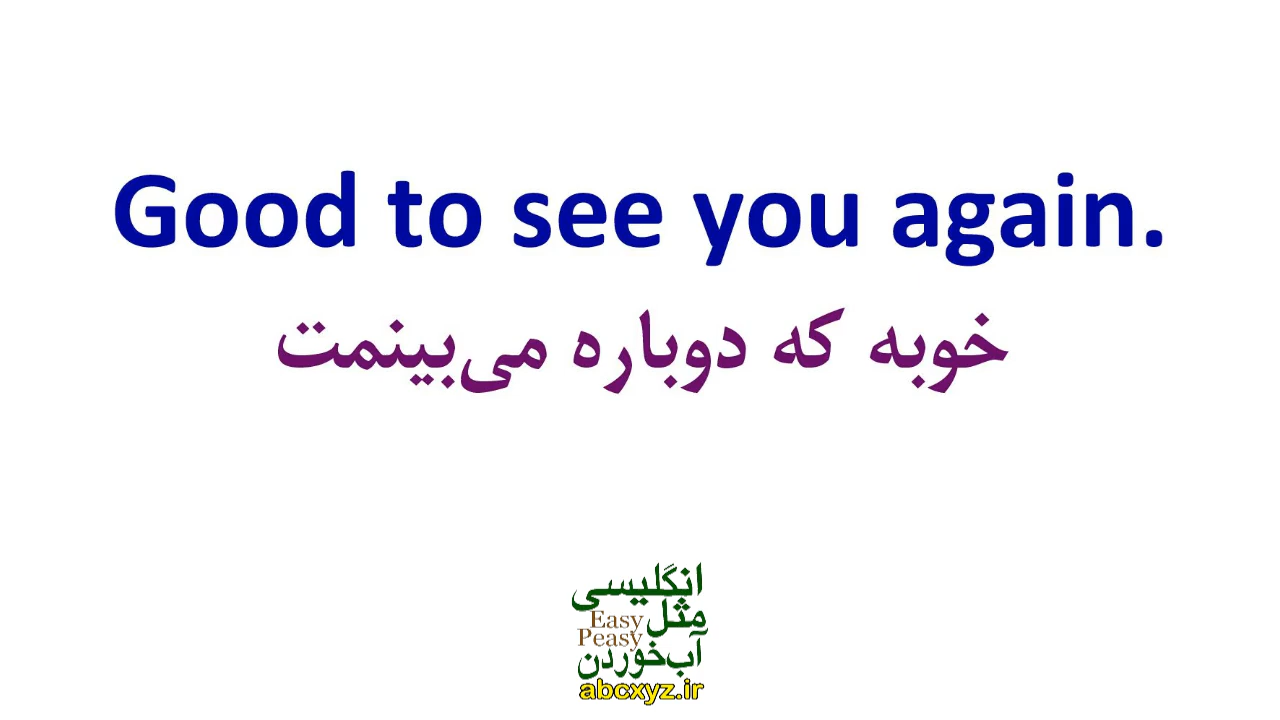 Good to see you again.
خوبه که دوباره می‌بینمت
انگلیسی
مثل Easy
Peasy
آب‌خوردن
abcxyz.ir